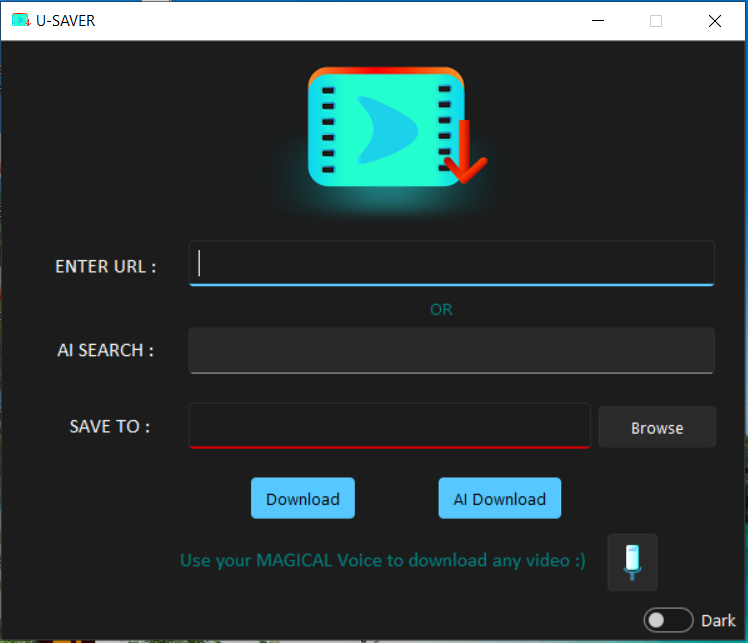 U-SAVER
ENTER URL :
OR
AI SEARCH :
SAVE TO :
Browse
Download
AI Download
Use your MAGICAL Voice to download any video :)
Dark